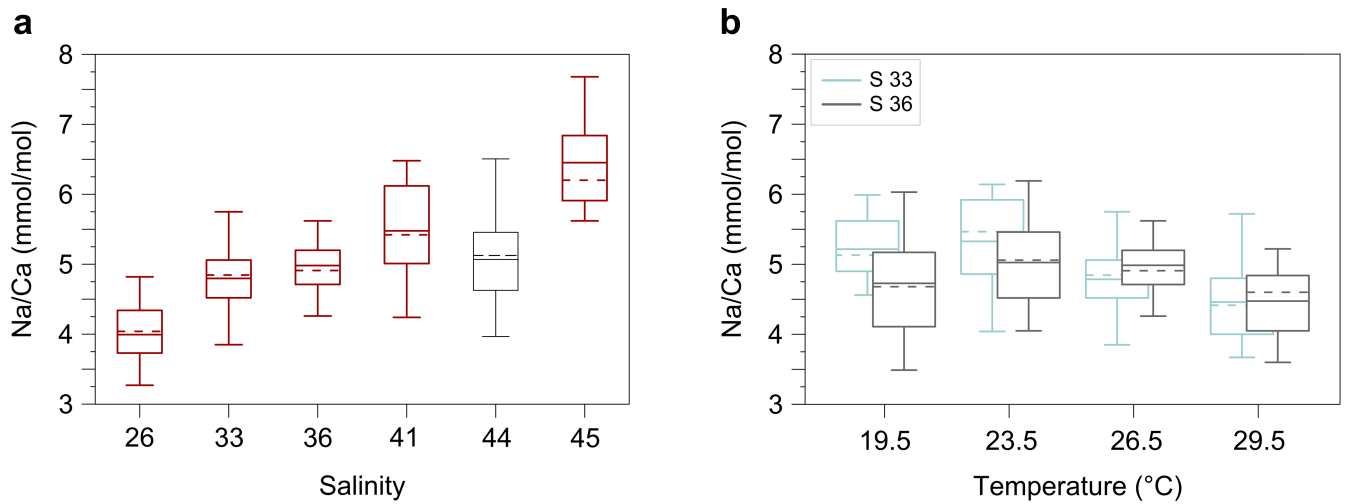 a
8
7
6
5
4
3
Na/Ca (mmol/mol)
26 33 36 41 44 45
Salinity
b
S 33
S 36
8
7
6
5
4
3
Na/Ca (mmol/mol)
19.5 23.5 26.5 29.5
Temperature (°C)